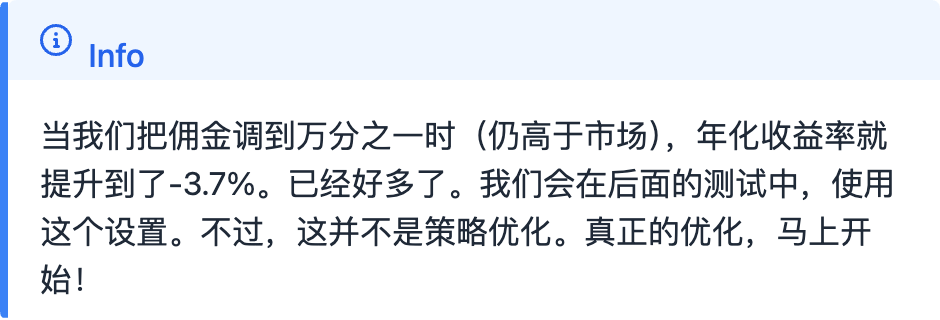 Info
当我们把佣金调到万分之一时（仍高于市场），年化收益率就
提升到了-3.7%。已经好多了。我们会在后面的测试中，使用
这个设置。不过，这并不是策略优化。真正的优化，马上开
始！